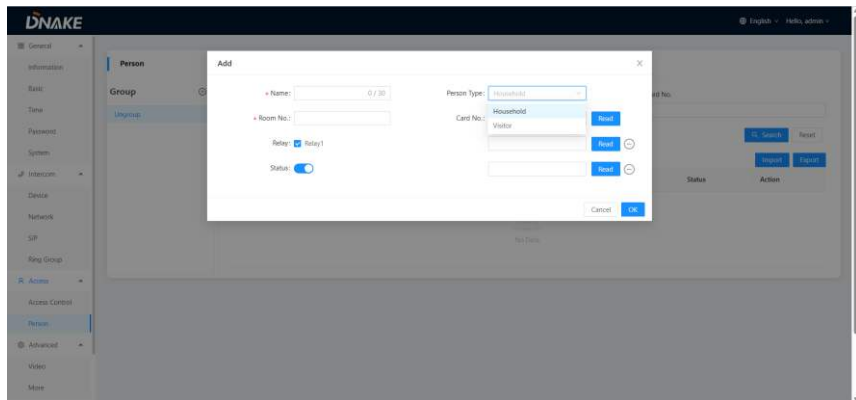 DNAKE
English Hello, admin
General
Information
Basic
Time
Password
System
Intercom
Device
Network
SIP
Ring Group
Access
Access Control
Person
Advanced
Video
More
Person
Group
Ungroup
Add
* Name: 0 / 30
Person Type: Household
Household
Visitor
* Room No.:
Card No.: Read
Relay: Relay1
Read
Status:
Read
Cancel OK
rd No.
Search Reset
Import Export
Status Action
No Data